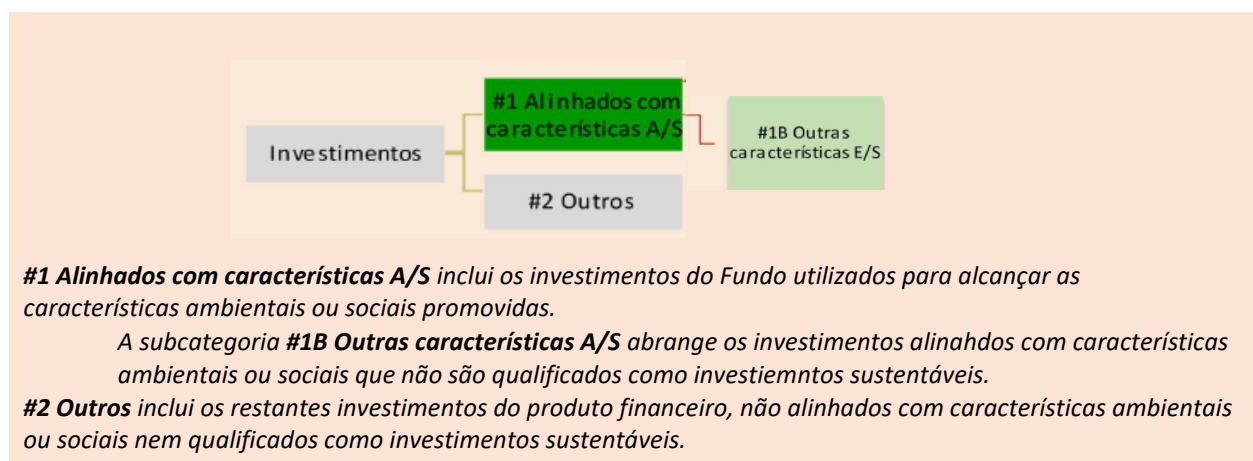 #1 Alinhados com
características A/S
#1B Outras
características E/S
Investimentos
#2 Outros
#1 Alinhados com características A/S inclui os investimentos do Fundo utilizados para alcançar as
características ambientais ou sociais promovidas.
A subcategoria #1B Outras características A/S abrange os investimentos alinahdos com características
ambientais ou sociais que não são qualificados como investiemntos sustentáveis.
#2 Outros inclui os restantes investimentos do produto financeiro, não alinhados com características ambientais
ou sociais nem qualificados como investimentos sustentáveis.